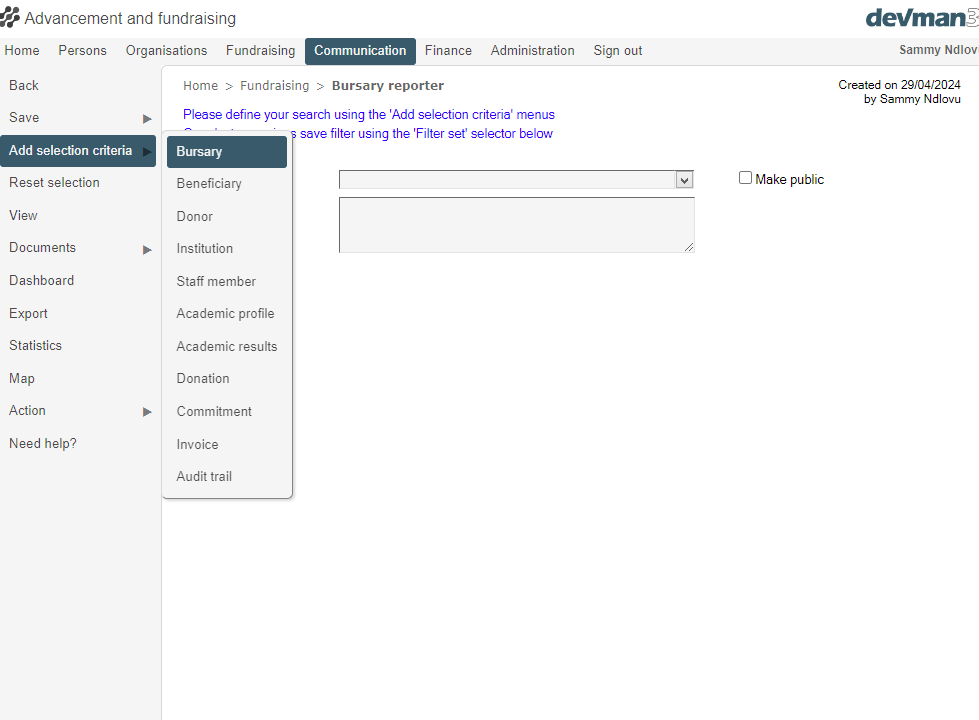 Advancement and fundraising
devman3
Home Persons Organisations Fundraising Communication Finance Administration Sign out
Sammy Ndlov
Back
Save
Add selection criteria
Reset selection
View
Documents
Dashboard
Export
Statistics
Map
Action
Need help?
Home > Fundraising > Bursary reporter
Created on 29/04/2024
by Sammy Ndlovu
Please define your search using the 'Add selection criteria' menus
save filter using the 'Filter set' selector below
Bursary
Beneficiary
Donor
Institution
Staff member
Academic profile
Academic results
Donation
Commitment
Invoice
Audit trail
Make public